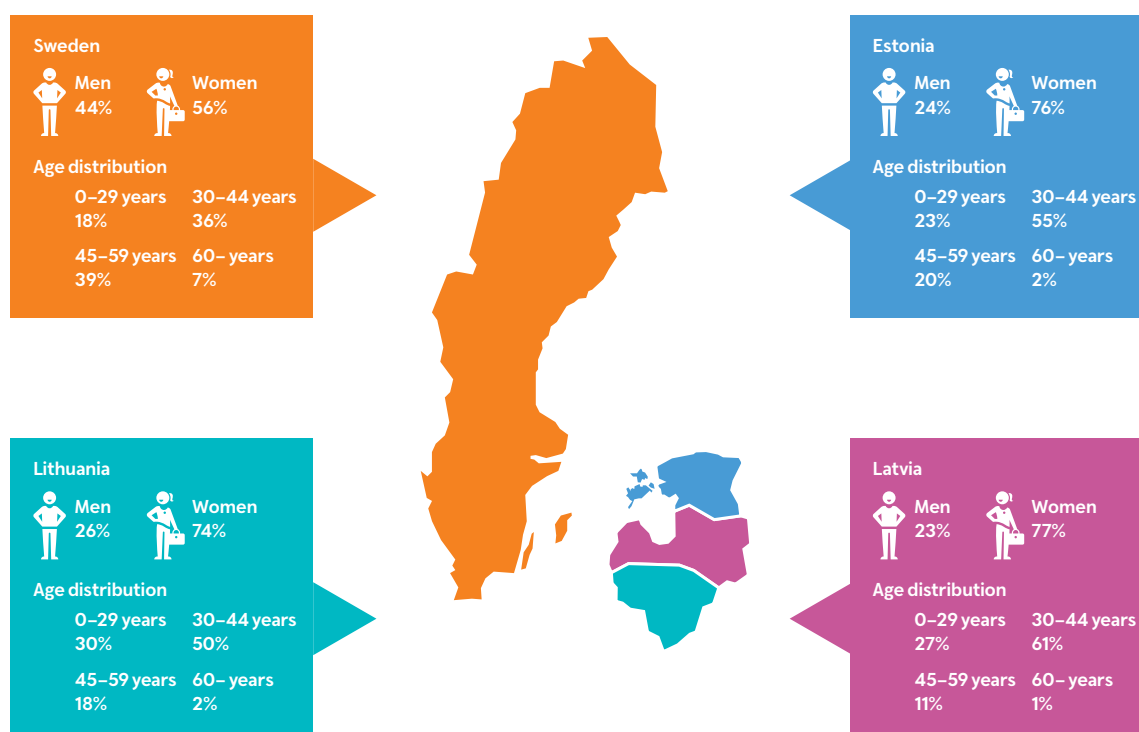 Sweden
Men Women
44% 56%
Age distribution
0–29 years 30–44 years
18% 36%
45–59 years 60– years
39% 7%
Estonia
Men Women
24% 76%
Age distribution
0–29 years 30–44 years
23% 55%
45–59 years 60– years
20% 2%
Lithuania
Men Women
26% 74%
Age distribution
0–29 years 30–44 years
30% 50%
45–59 years 60– years
18% 2%
Latvia
Men Women
23% 77%
Age distribution
0–29 years 30–44 years
27% 61%
45–59 years 60– years
11% 1%